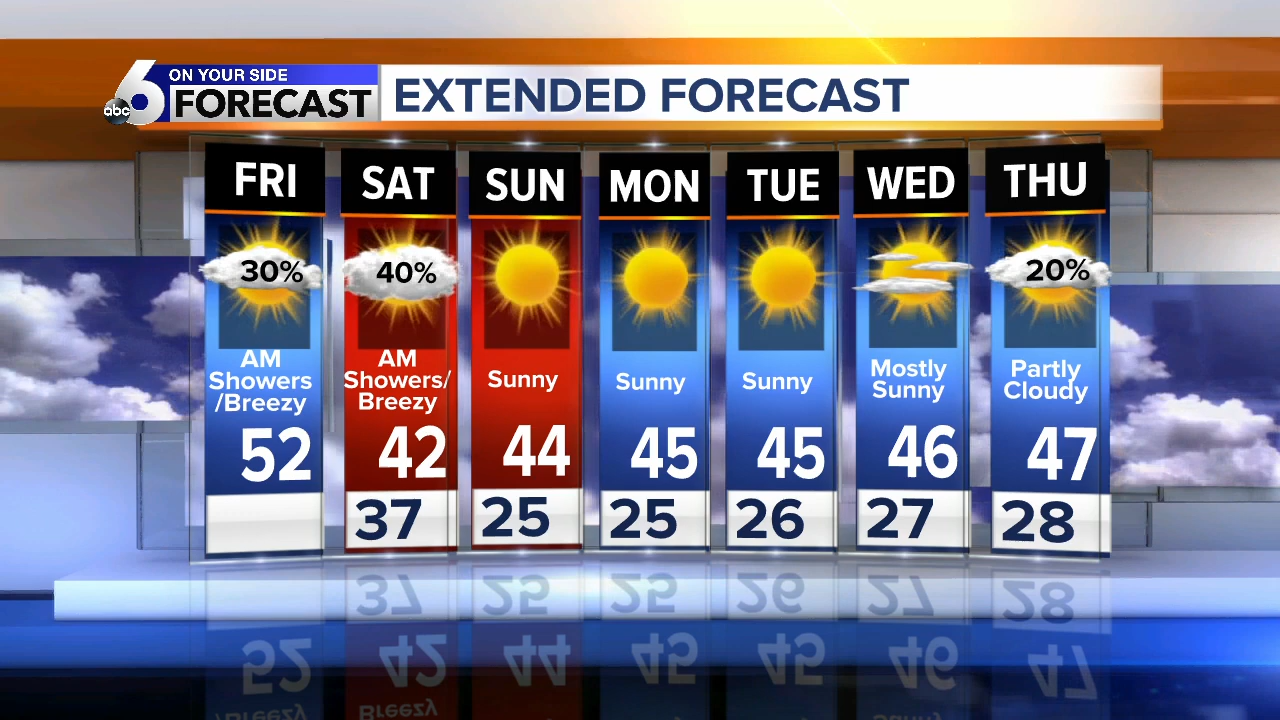 abc 6 ON YOUR SIDE
FORECAST
EXTENDED FORECAST
FRI
30%
AM
Showers
/Breezy
52
SAT
40%
AM
Showers/
Breezy
42
37
SUN
Sunny
44
25
MON
Sunny
45
25
TUE
Sunny
45
26
WED
Mostly
Sunny
46
27
THU
20%
Partly
Cloudy
47
28